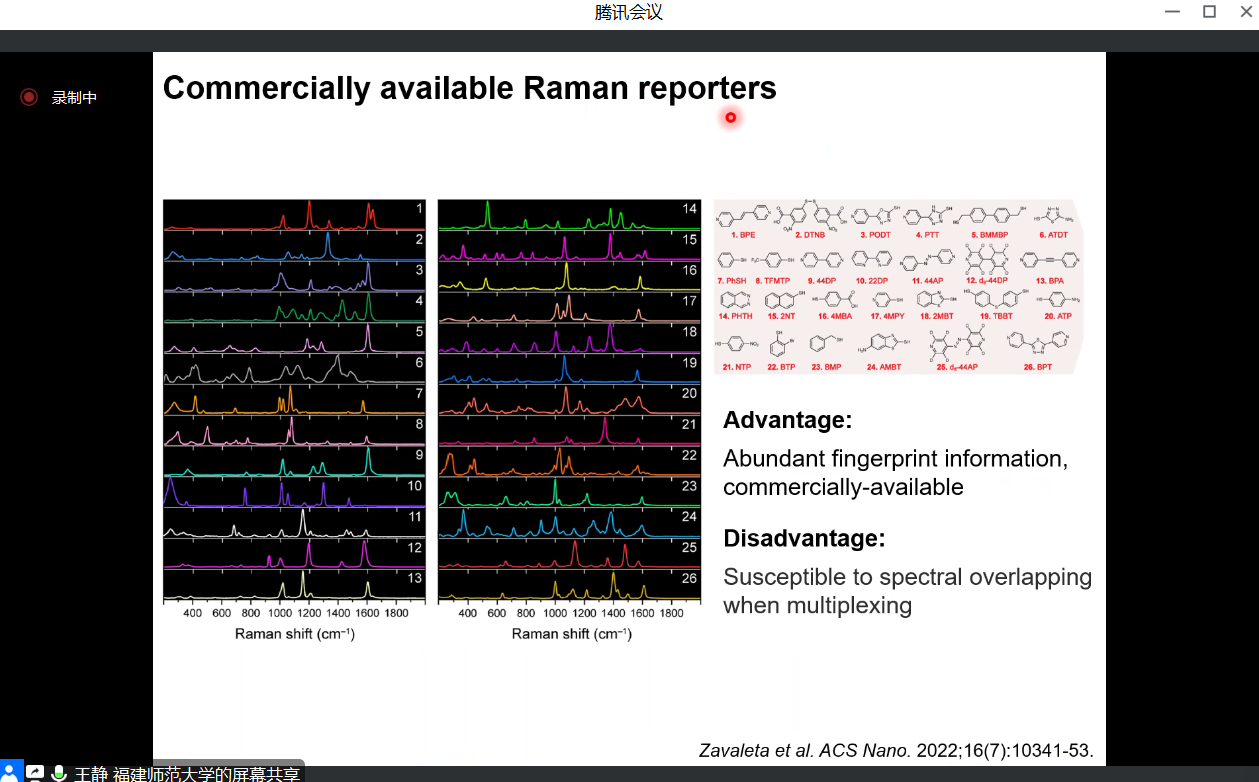 腾讯会议
录制中
Commercially available Raman reporters
1
2
3
4
5
6
7
8
9
10
11
12
13
400 600 800 1000 1200 1400 1600 1800
Raman shift (cm⁻¹)
14
15
16
17
18
19
20
21
22
23
24
25
26
400 600 800 1000 1200 1400 1600 1800
Raman shift (cm⁻¹)
1. BPE 2. DTNB 3. PODT 4. PTT 5. BMMBP 6. ATDT
7. PhSH 8. TFMTP 9. 44DP 10. 22DP 11. 44AP 12. d₈-44DP 13. BPA
14. PHTH 15. 2NT 16. 4MBA 17. 4MPY 18. 2MBT 19. TBBT 20. ATP
21. NTP 22. BTP 23. BMP 24. AMBT 25. d₈-44AP 26. BPT
Advantage:
Abundant fingerprint information,
commercially-available
Disadvantage:
Susceptible to spectral overlapping
when multiplexing
Zavaleta et al. ACS Nano. 2022;16(7):10341-53.
王静 福建师范大学的屏幕共享